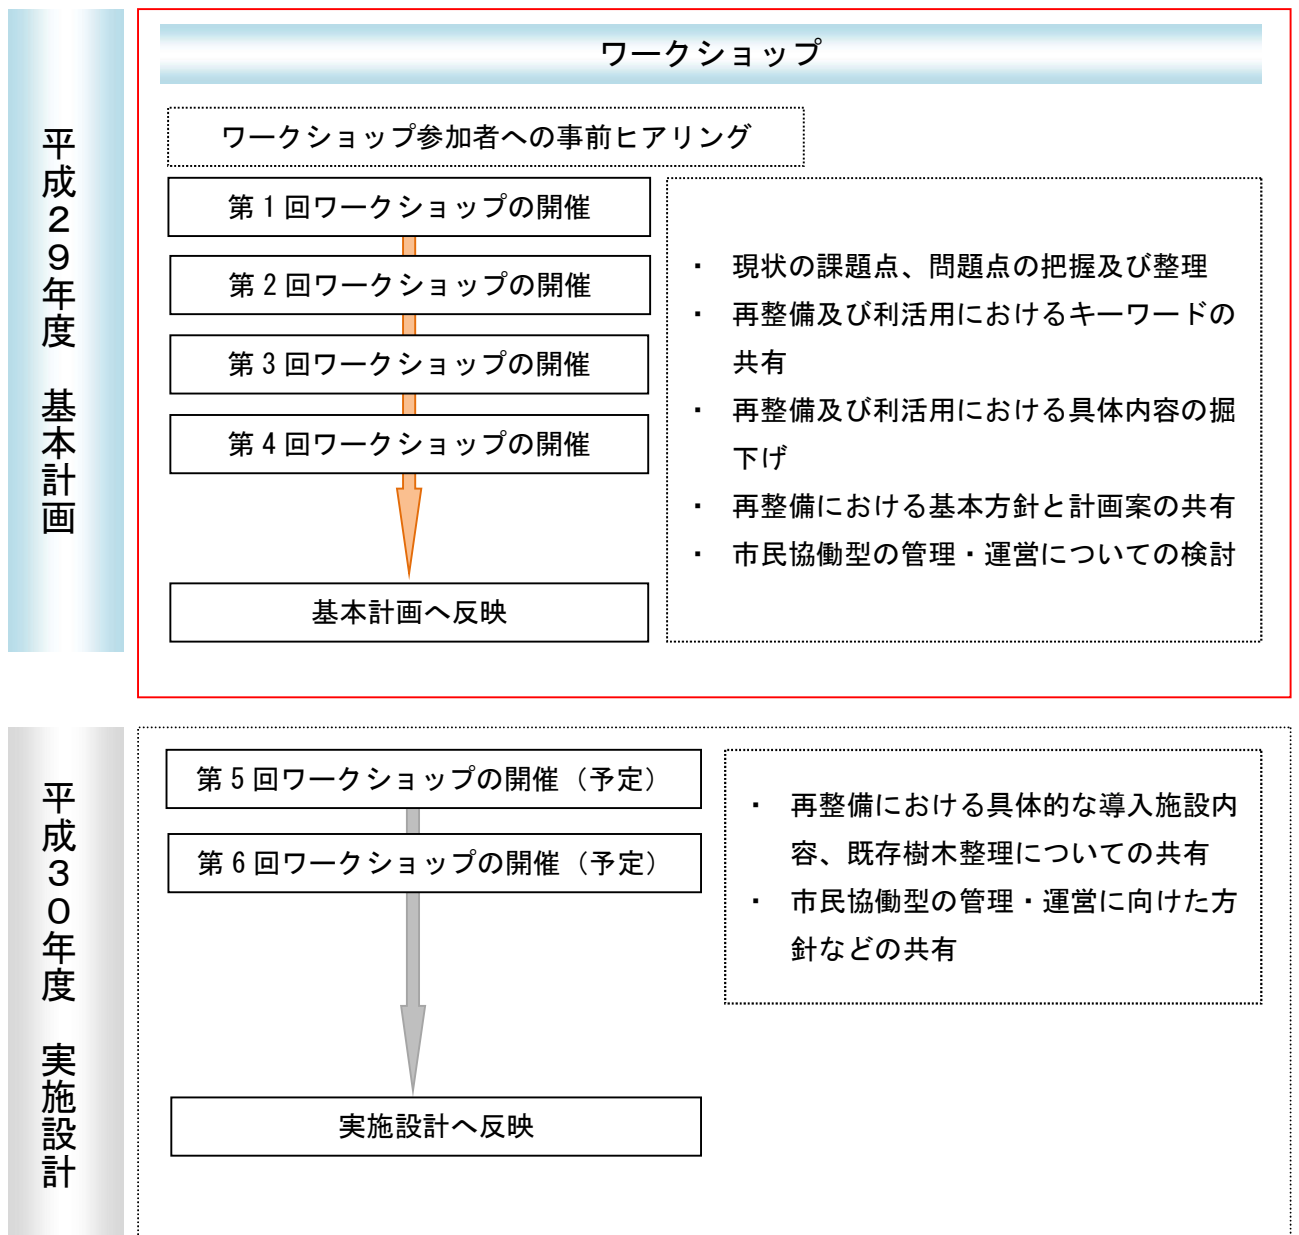 平成２９年度　基本計画
ワークショップ
ワークショップ参加者への事前ヒアリング
第１回ワークショップの開催
第２回ワークショップの開催
第３回ワークショップの開催
第４回ワークショップの開催
基本計画へ反映
・　現状の課題点、問題点の把握及び整理
・　再整備及び利活用におけるキーワードの
共有
・　再整備及び利活用における具体内容の掘
下げ
・　再整備における基本方針と計画案の共有
・　市民協働型の管理・運営についての検討
平成３０年度　実施設計
第５回ワークショップの開催（予定）
第６回ワークショップの開催（予定）
実施設計へ反映
・　再整備における具体的な導入施設内
容、既存樹木整理についての共有
・　市民協働型の管理・運営に向けた方
針などの共有